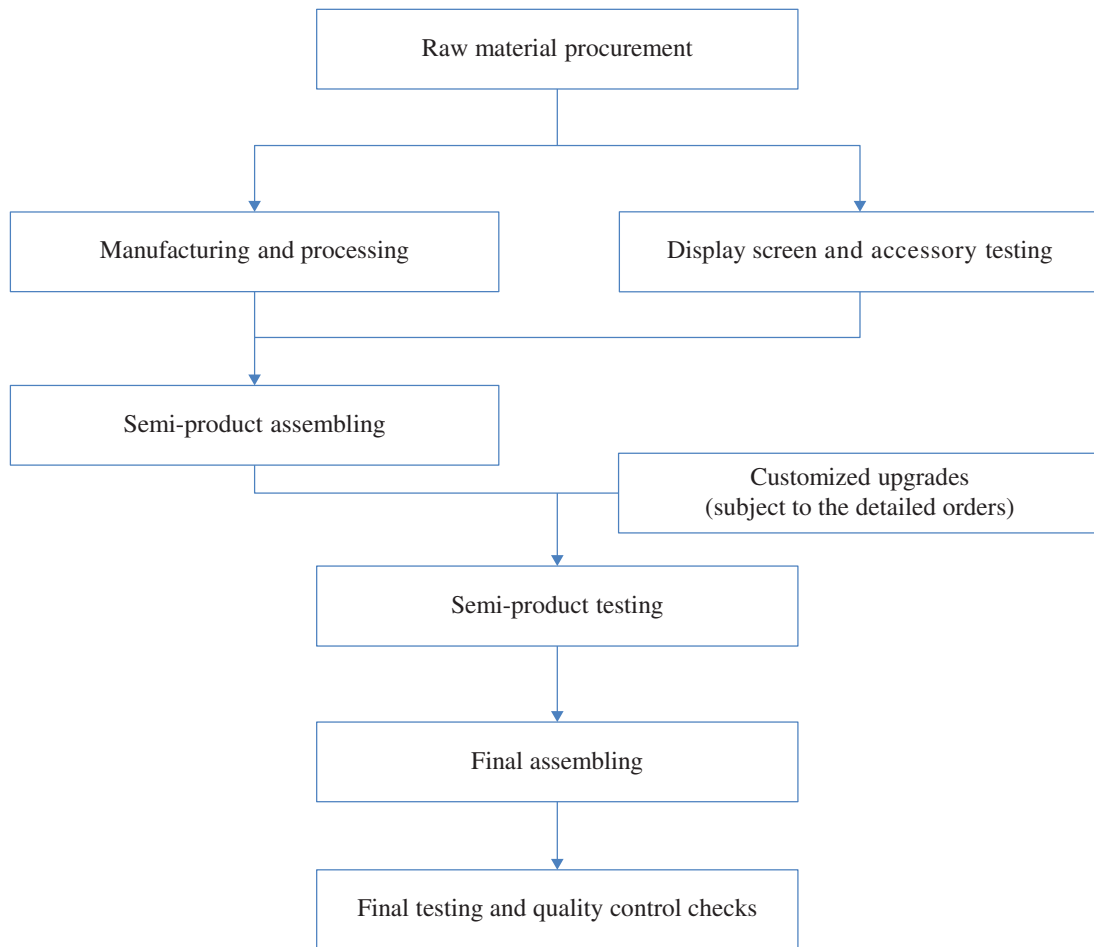 Raw material procurement
Manufacturing and processing
Display screen and accessory testing
Semi-product assembling
Customized upgrades
(subject to the detailed orders)
Semi-product testing
Final assembling
Final testing and quality control checks